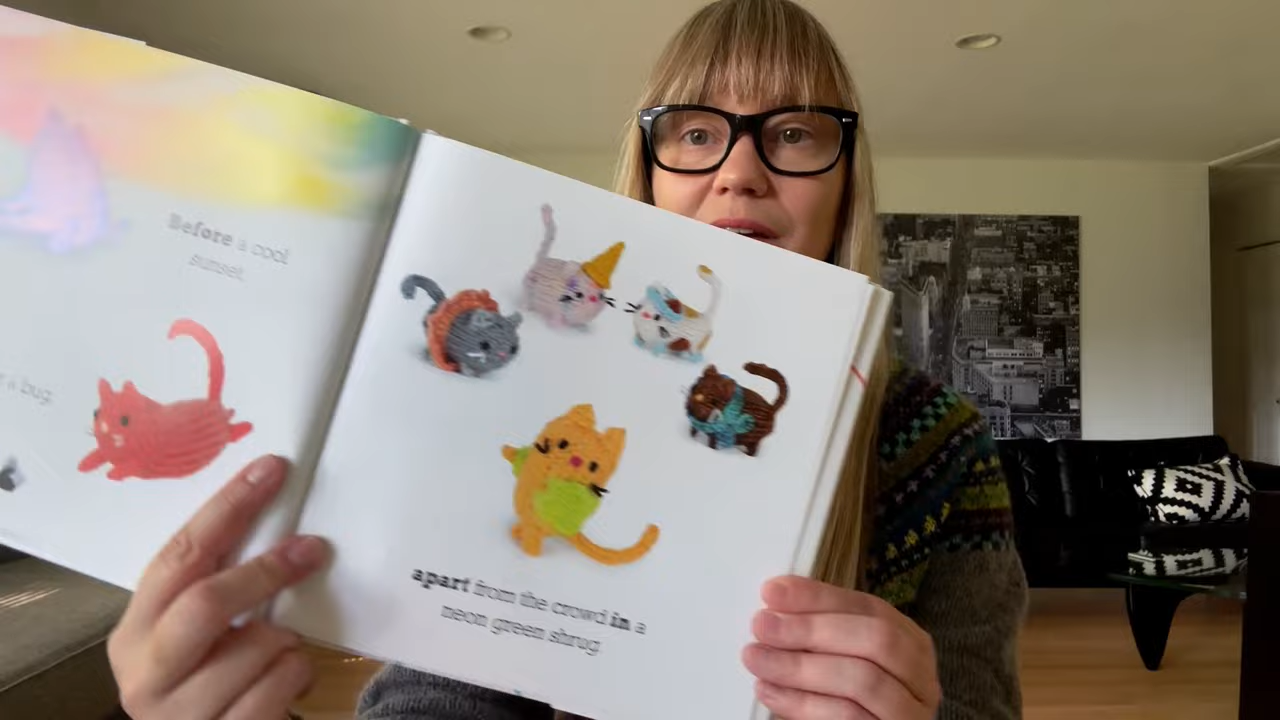 Before a cool
sunset
a bug.
apart from the crowd in a
neon green shrug.